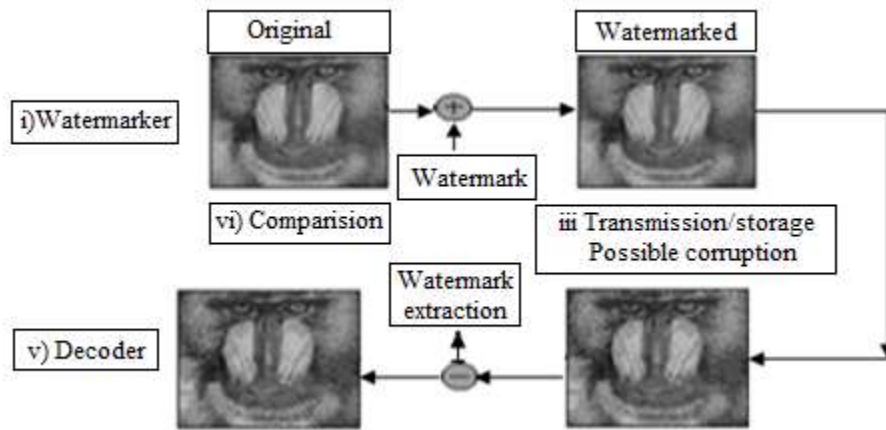 Original
Watermarked
i)Watermarker
Watermark
vi) Comparision
iii Transmission/storage
Possible corruption
Watermark
extraction
v) Decoder